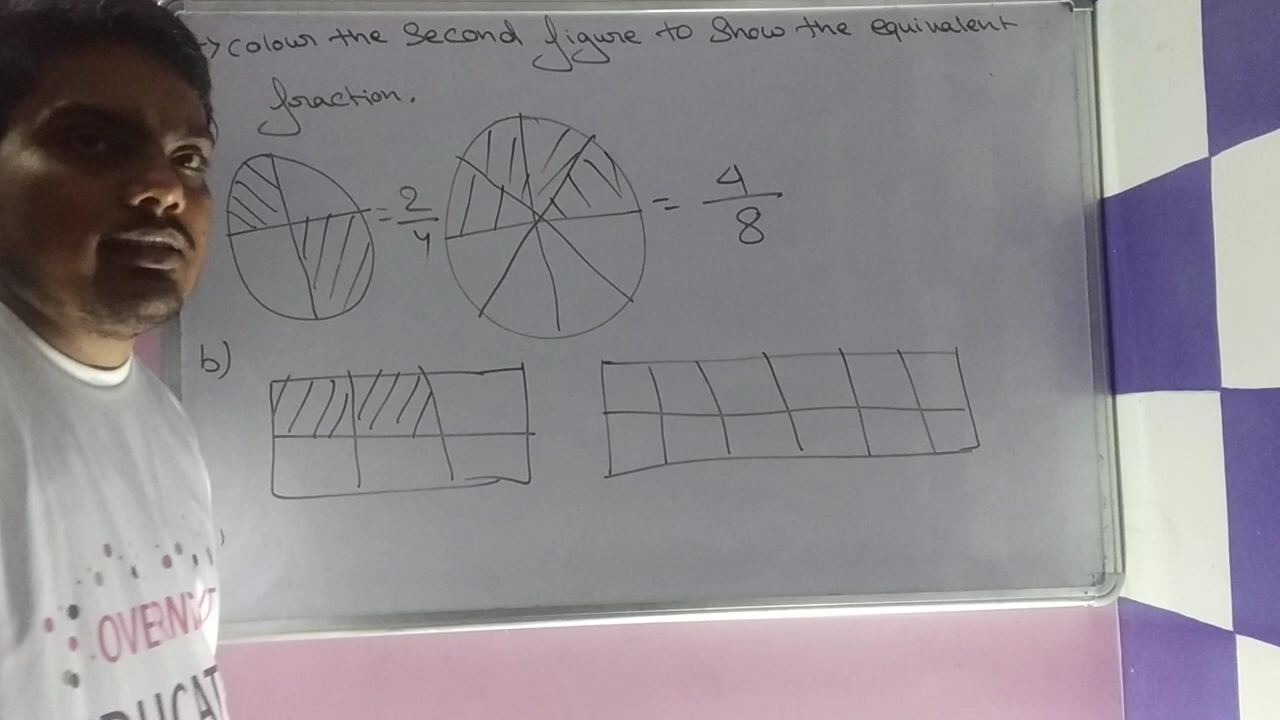 colour the Second figure to Show the equivalent
fraction.
= 2/4 = 4/8
b)
OVERN